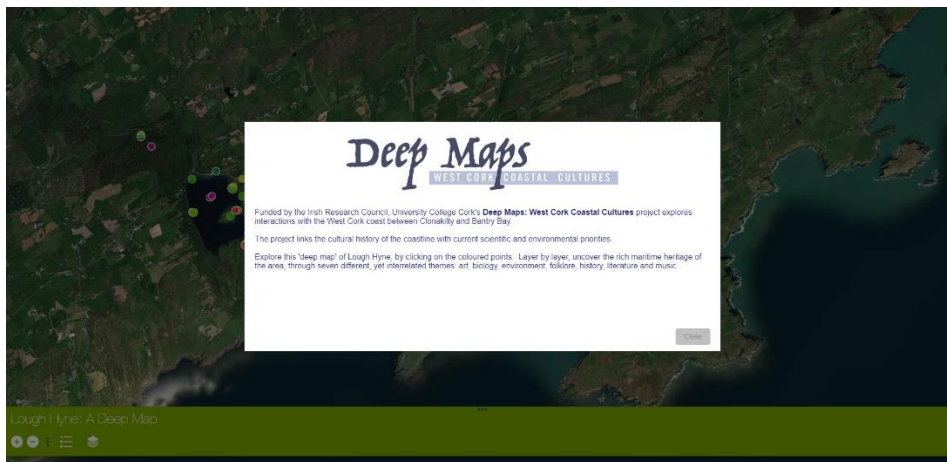 Deep Maps
WEST CORK COASTAL CULTURES
Funded by the Irish Research Council, University College Cork's Deep Maps: West Cork Coastal Cultures project explores
interactions with the West Cork coast between Clonakilty and Bantry Bay.
The project links the cultural history of the coastline with current scientific and environmental priorities.
Explore this 'deep map' of Lough Hyne, by clicking on the coloured points. Layer by layer, uncover the rich maritime heritage of
the area, through seven different, yet interrelated themes: art, biology, environment, folklore, history, literature and music.
Close
Lough Hyne: A Deep Map